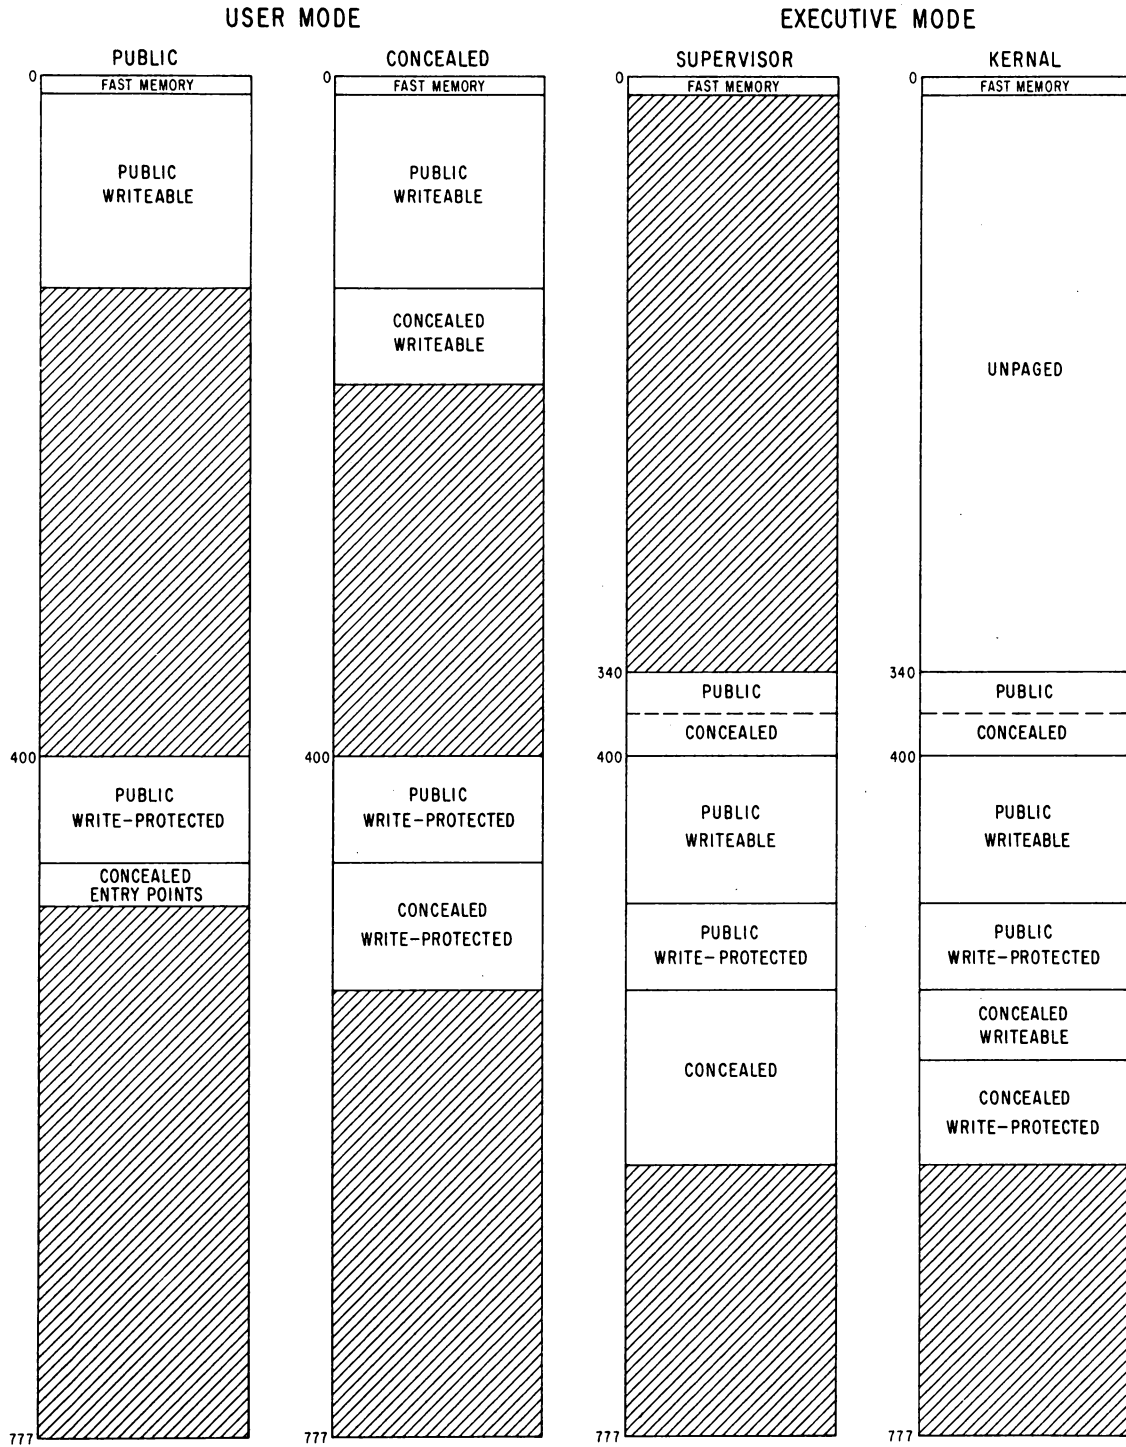 USER MODE
EXECUTIVE MODE
PUBLIC
CONCEALED
SUPERVISOR
KERNAL
0
FAST MEMORY
PUBLIC
WRITEABLE
400
PUBLIC
WRITE-PROTECTED
CONCEALED
ENTRY POINTS
777
0
FAST MEMORY
PUBLIC
WRITEABLE
CONCEALED
WRITEABLE
400
PUBLIC
WRITE-PROTECTED
CONCEALED
WRITE-PROTECTED
777
0
FAST MEMORY
340
PUBLIC
CONCEALED
400
PUBLIC
WRITEABLE
PUBLIC
WRITE-PROTECTED
CONCEALED
777
0
FAST MEMORY
UNPAGED
340
PUBLIC
CONCEALED
400
PUBLIC
WRITEABLE
PUBLIC
WRITE-PROTECTED
CONCEALED
WRITEABLE
CONCEALED
WRITE-PROTECTED
777